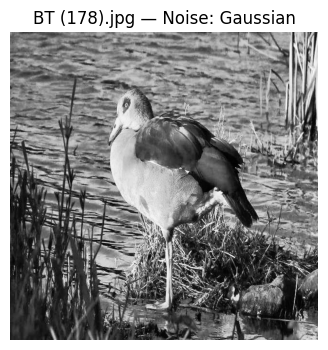 BT (178).jpg — Noise: Gaussian